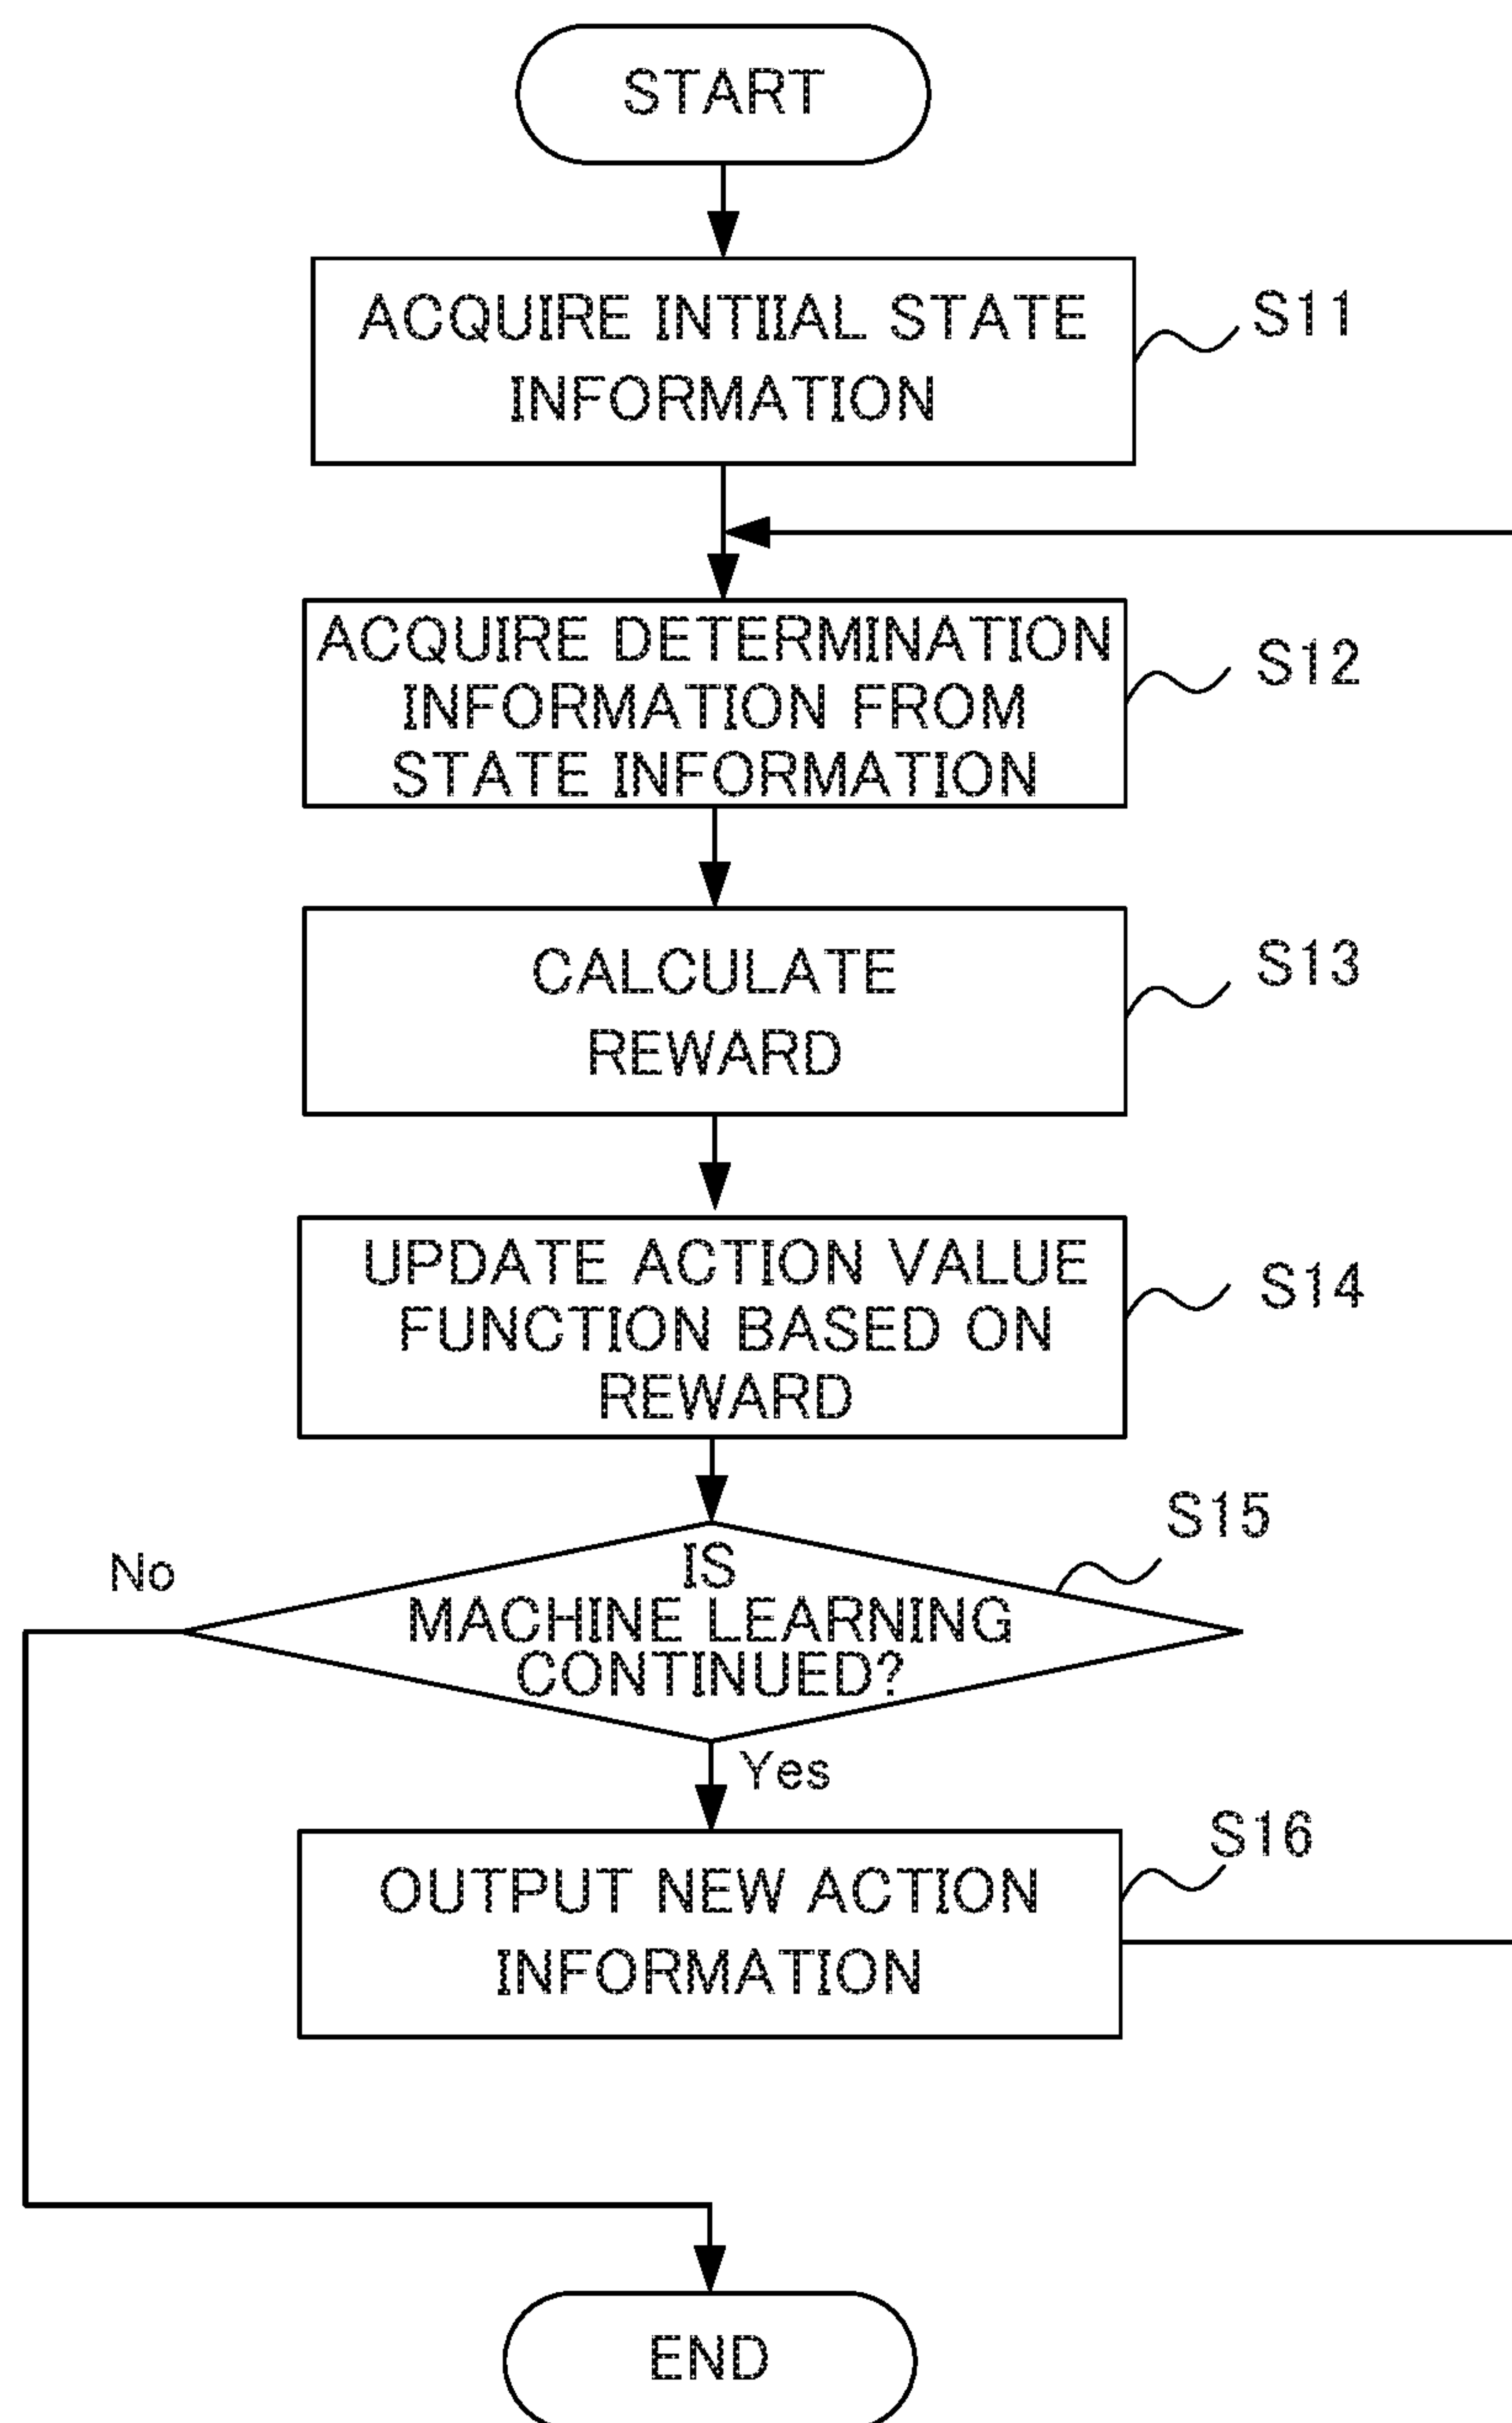 START
ACQUIRE INTIIAL STATE
INFORMATION
S11
ACQUIRE DETERMINATION
INFORMATION FROM
STATE INFORMATION
S12
CALCULATE
REWARD
S13
UPDATE ACTION VALUE
FUNCTION BASED ON
REWARD
S14
IS
MACHINE LEARNING
CONTINUED?
S15
No
Yes
OUTPUT NEW ACTION
INFORMATION
S16
END